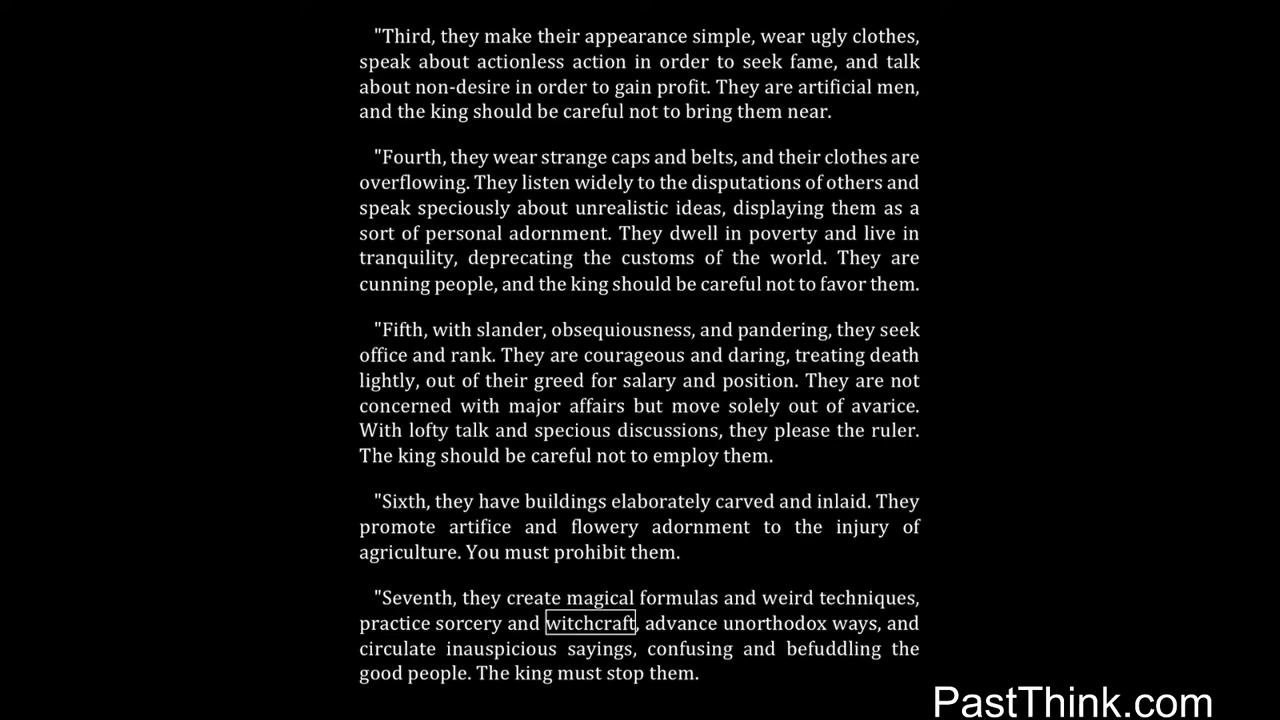 "Third, they make their appearance simple, wear ugly clothes,
speak about actionless action in order to seek fame, and talk
about non-desire in order to gain profit. They are artificial men,
and the king should be careful not to bring them near.
"Fourth, they wear strange caps and belts, and their clothes are
overflowing. They listen widely to the disputations of others and
speak speciously about unrealistic ideas, displaying them as a
sort of personal adornment. They dwell in poverty and live in
tranquility, deprecating the customs of the world. They are
cunning people, and the king should be careful not to favor them.
"Fifth, with slander, obsequiousness, and pandering, they seek
office and rank. They are courageous and daring, treating death
lightly, out of their greed for salary and position. They are not
concerned with major affairs but move solely out of avarice.
With lofty talk and specious discussions, they please the ruler.
The king should be careful not to employ them.
"Sixth, they have buildings elaborately carved and inlaid. They
promote artifice and flowery adornment to the injury of
agriculture. You must prohibit them.
"Seventh, they create magical formulas and weird techniques,
practice sorcery and witchcraft, advance unorthodox ways, and
circulate inauspicious sayings, confusing and befuddling the
good people. The king must stop them.
PastThink.com